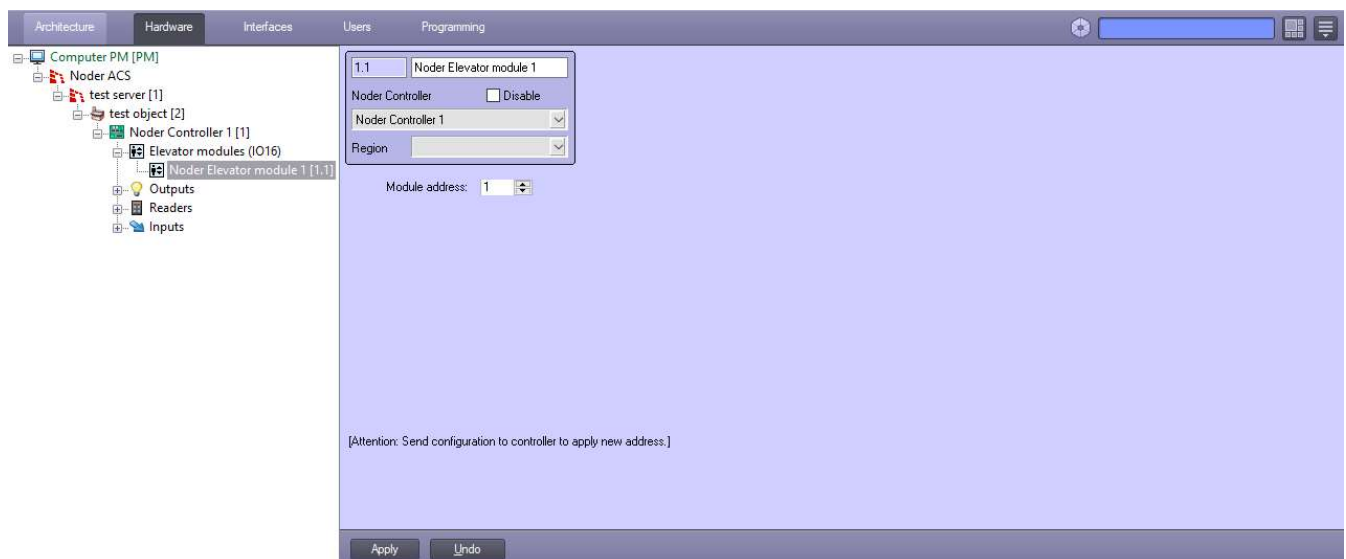 Architecture Hardware Interfaces Users Programming
Computer PM [PM]
Noder ACS
test server [1]
test object [2]
Noder Controller 1 [1]
Elevator modules (IO16)
Noder Elevator module 1 [1.1]
Outputs
Readers
Inputs
1.1 Noder Elevator module 1
Noder Controller Disable
Noder Controller 1
Region
Module address: 1
[Attention: Send configuration to controller to apply new address.]
Apply Undo